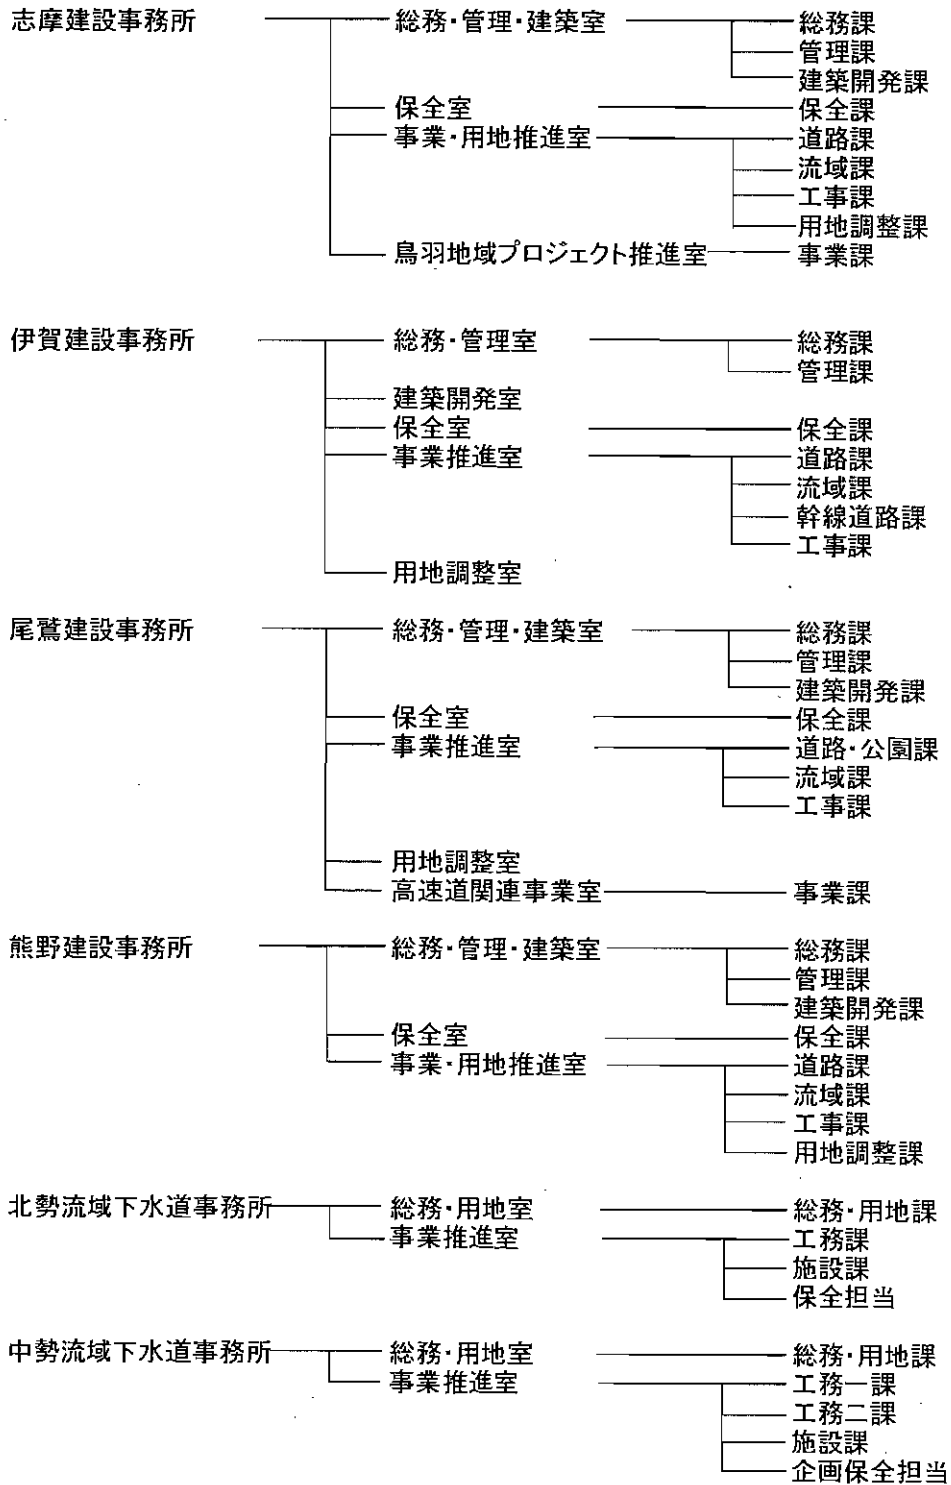 志摩建設事務所 総務・管理・建築室 総務課
管理課
建築開発課
保全室 保全課
事業・用地推進室 道路課
流域課
工事課
用地調整課
鳥羽地域プロジェクト推進室 事業課
伊賀建設事務所 総務・管理室 総務課
管理課
建築開発室
保全室 保全課
事業推進室 道路課
流域課
幹線道路課
工事課
用地調整室
尾鷲建設事務所 総務・管理・建築室 総務課
管理課
建築開発課
保全室 保全課
事業推進室 道路・公園課
流域課
工事課
用地調整室
高速道関連事業室 事業課
熊野建設事務所 総務・管理・建築室 総務課
管理課
建築開発課
保全室 保全課
事業・用地推進室 道路課
流域課
工事課
用地調整課
北勢流域下水道事務所 総務・用地室 総務・用地課
事業推進室 工務課
施設課
保全担当
中勢流域下水道事務所 総務・用地室 総務・用地課
事業推進室 工務一課
工務二課
施設課
企画保全担当